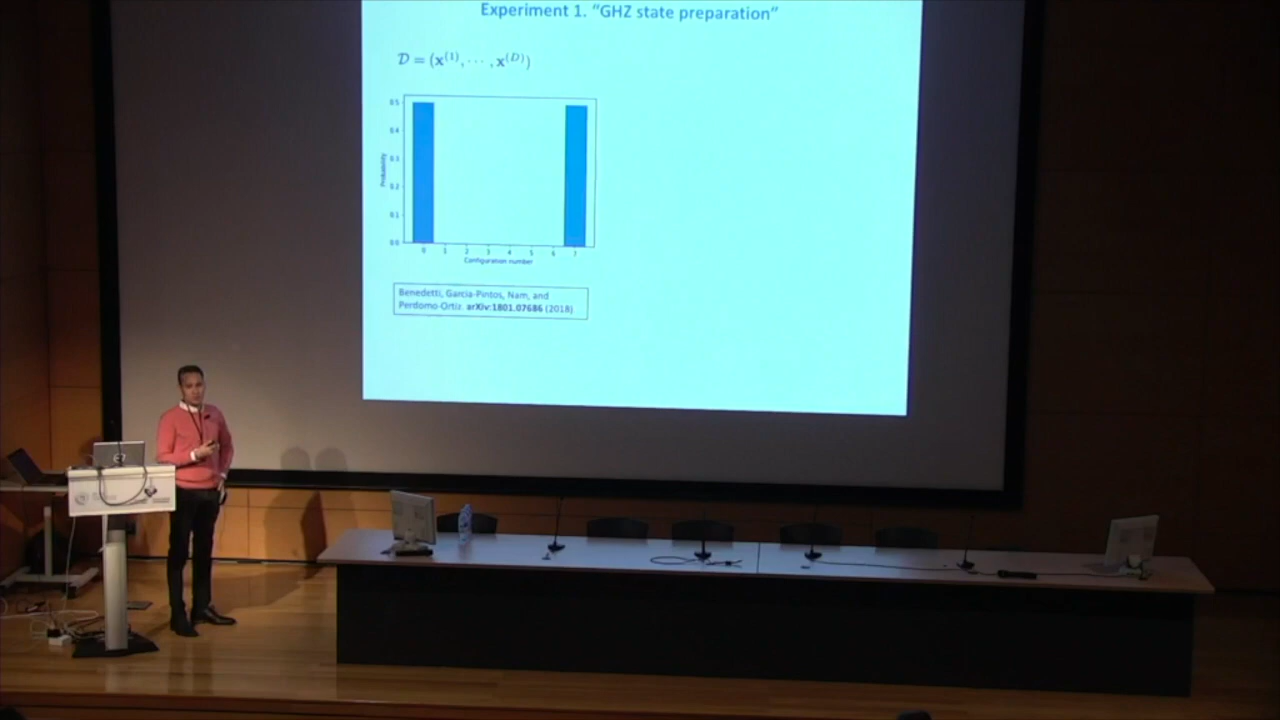 Experiment 1. "GHZ state preparation"
𝒟 = (x⁽¹⁾, ⋯ , x⁽ᴰ⁾)
0.5
0.4
0.3
0.2
0.1
0.0
Probability
0 1 2 3 4 5 6 7
Configuration number
Benedetti, Garcia-Pintos, Nam, and
Perdomo-Ortiz. arXiv:1801.07686 (2018)